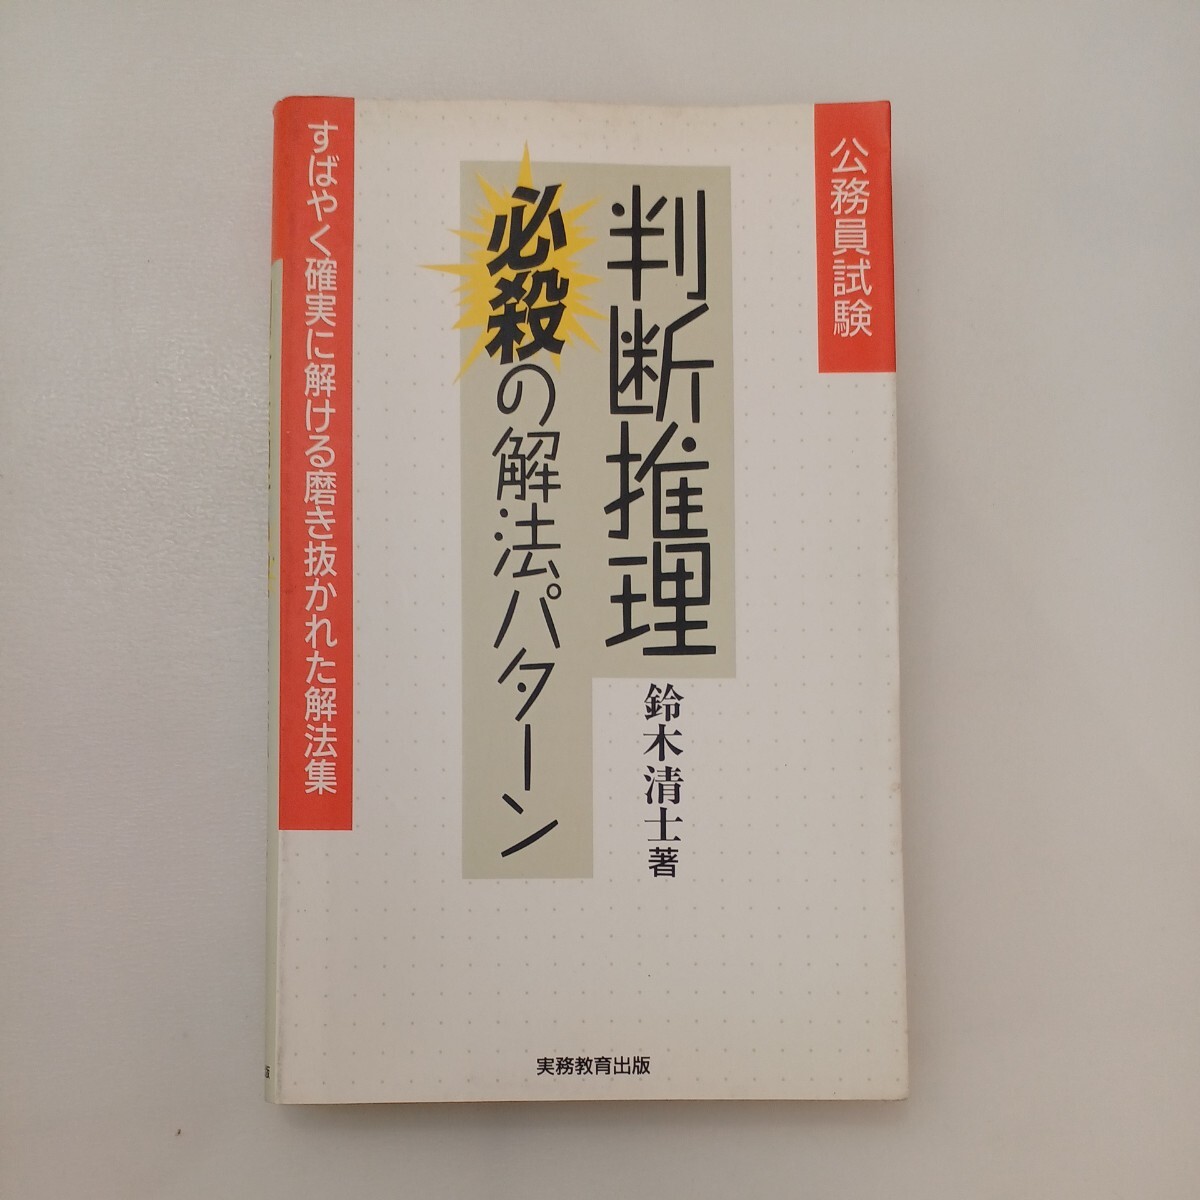 公務員試験
判断推理
必殺の解法パターン
鈴木清士著
すばやく確実に解ける磨き抜かれた解法集
実務教育出版
版